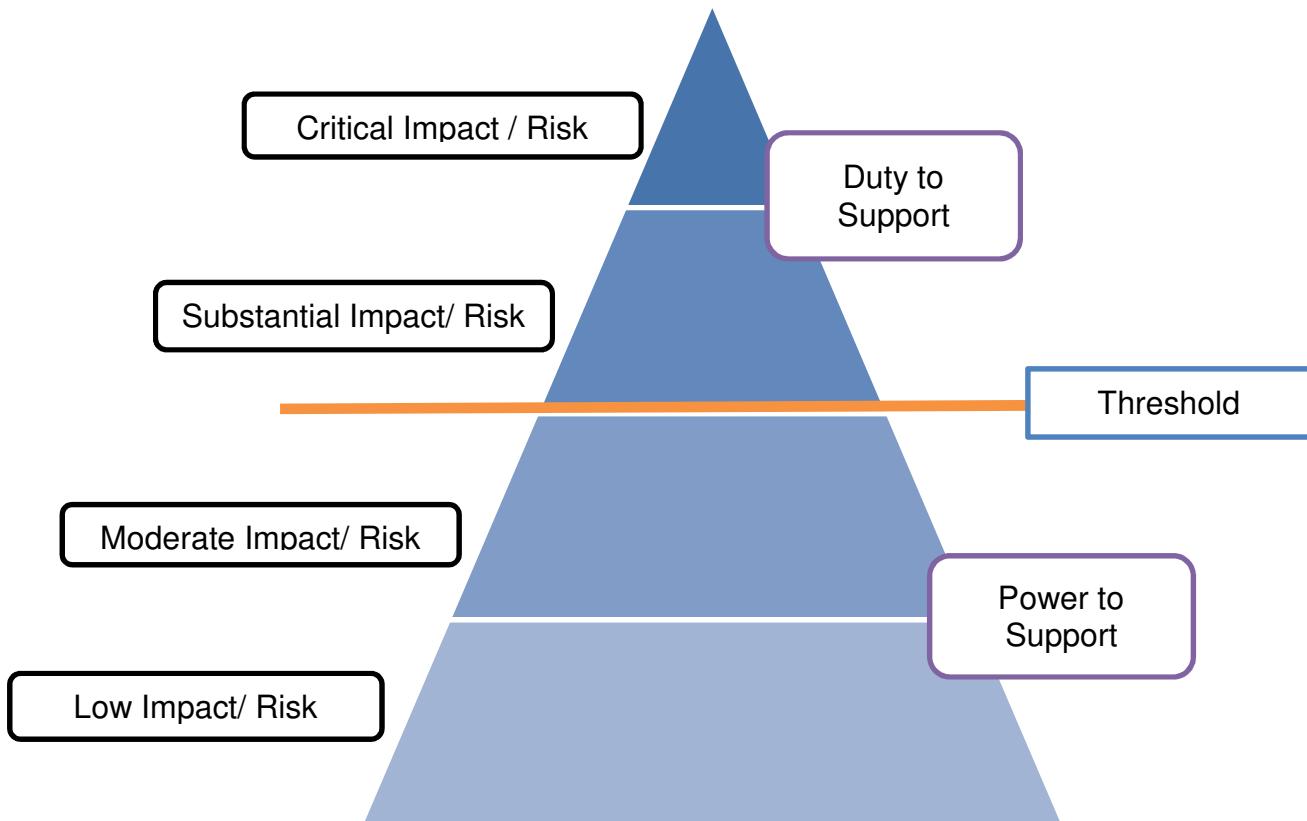 Critical Impact / Risk
Duty to
Support
Substantial Impact/ Risk
Threshold
Moderate Impact/ Risk
Power to
Support
Low Impact/ Risk